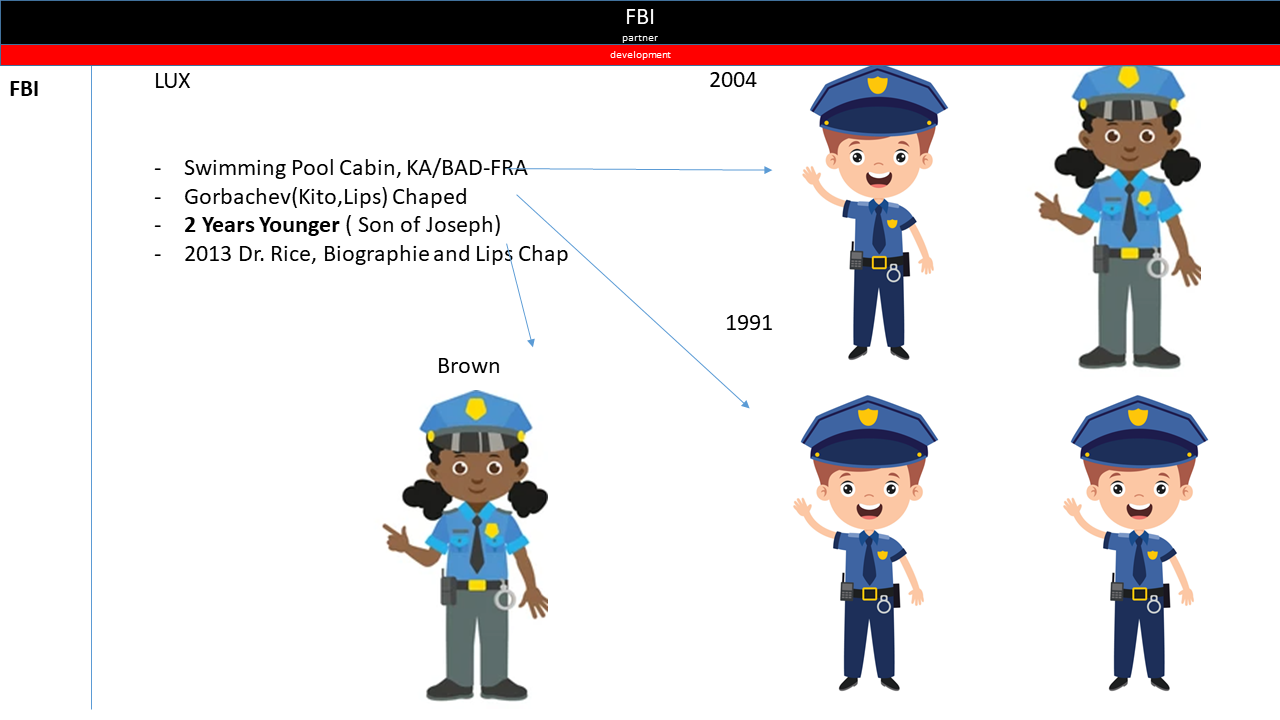 FBI
partner
development
FBI
LUX
2004
- Swimming Pool Cabin, KA/BAD-FRA
- Gorbachev(Kito,Lips) Chaped
- 2 Years Younger ( Son of Joseph)
- 2013 Dr. Rice, Biographie and Lips Chap
1991
Brown